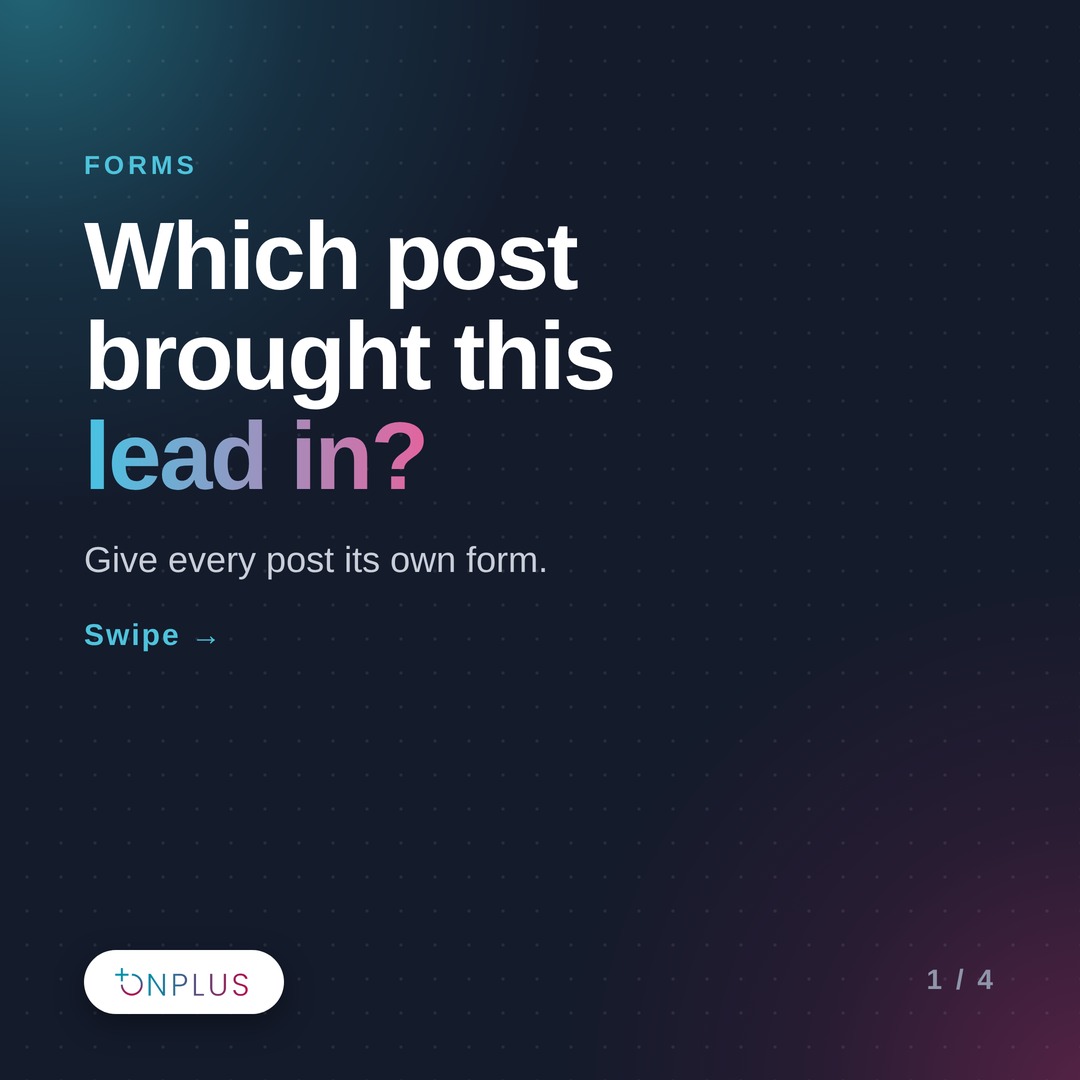 FORMS
Which post
brought this
lead in?
Give every post its own form.
Swipe →
ONPLUS
1 / 4